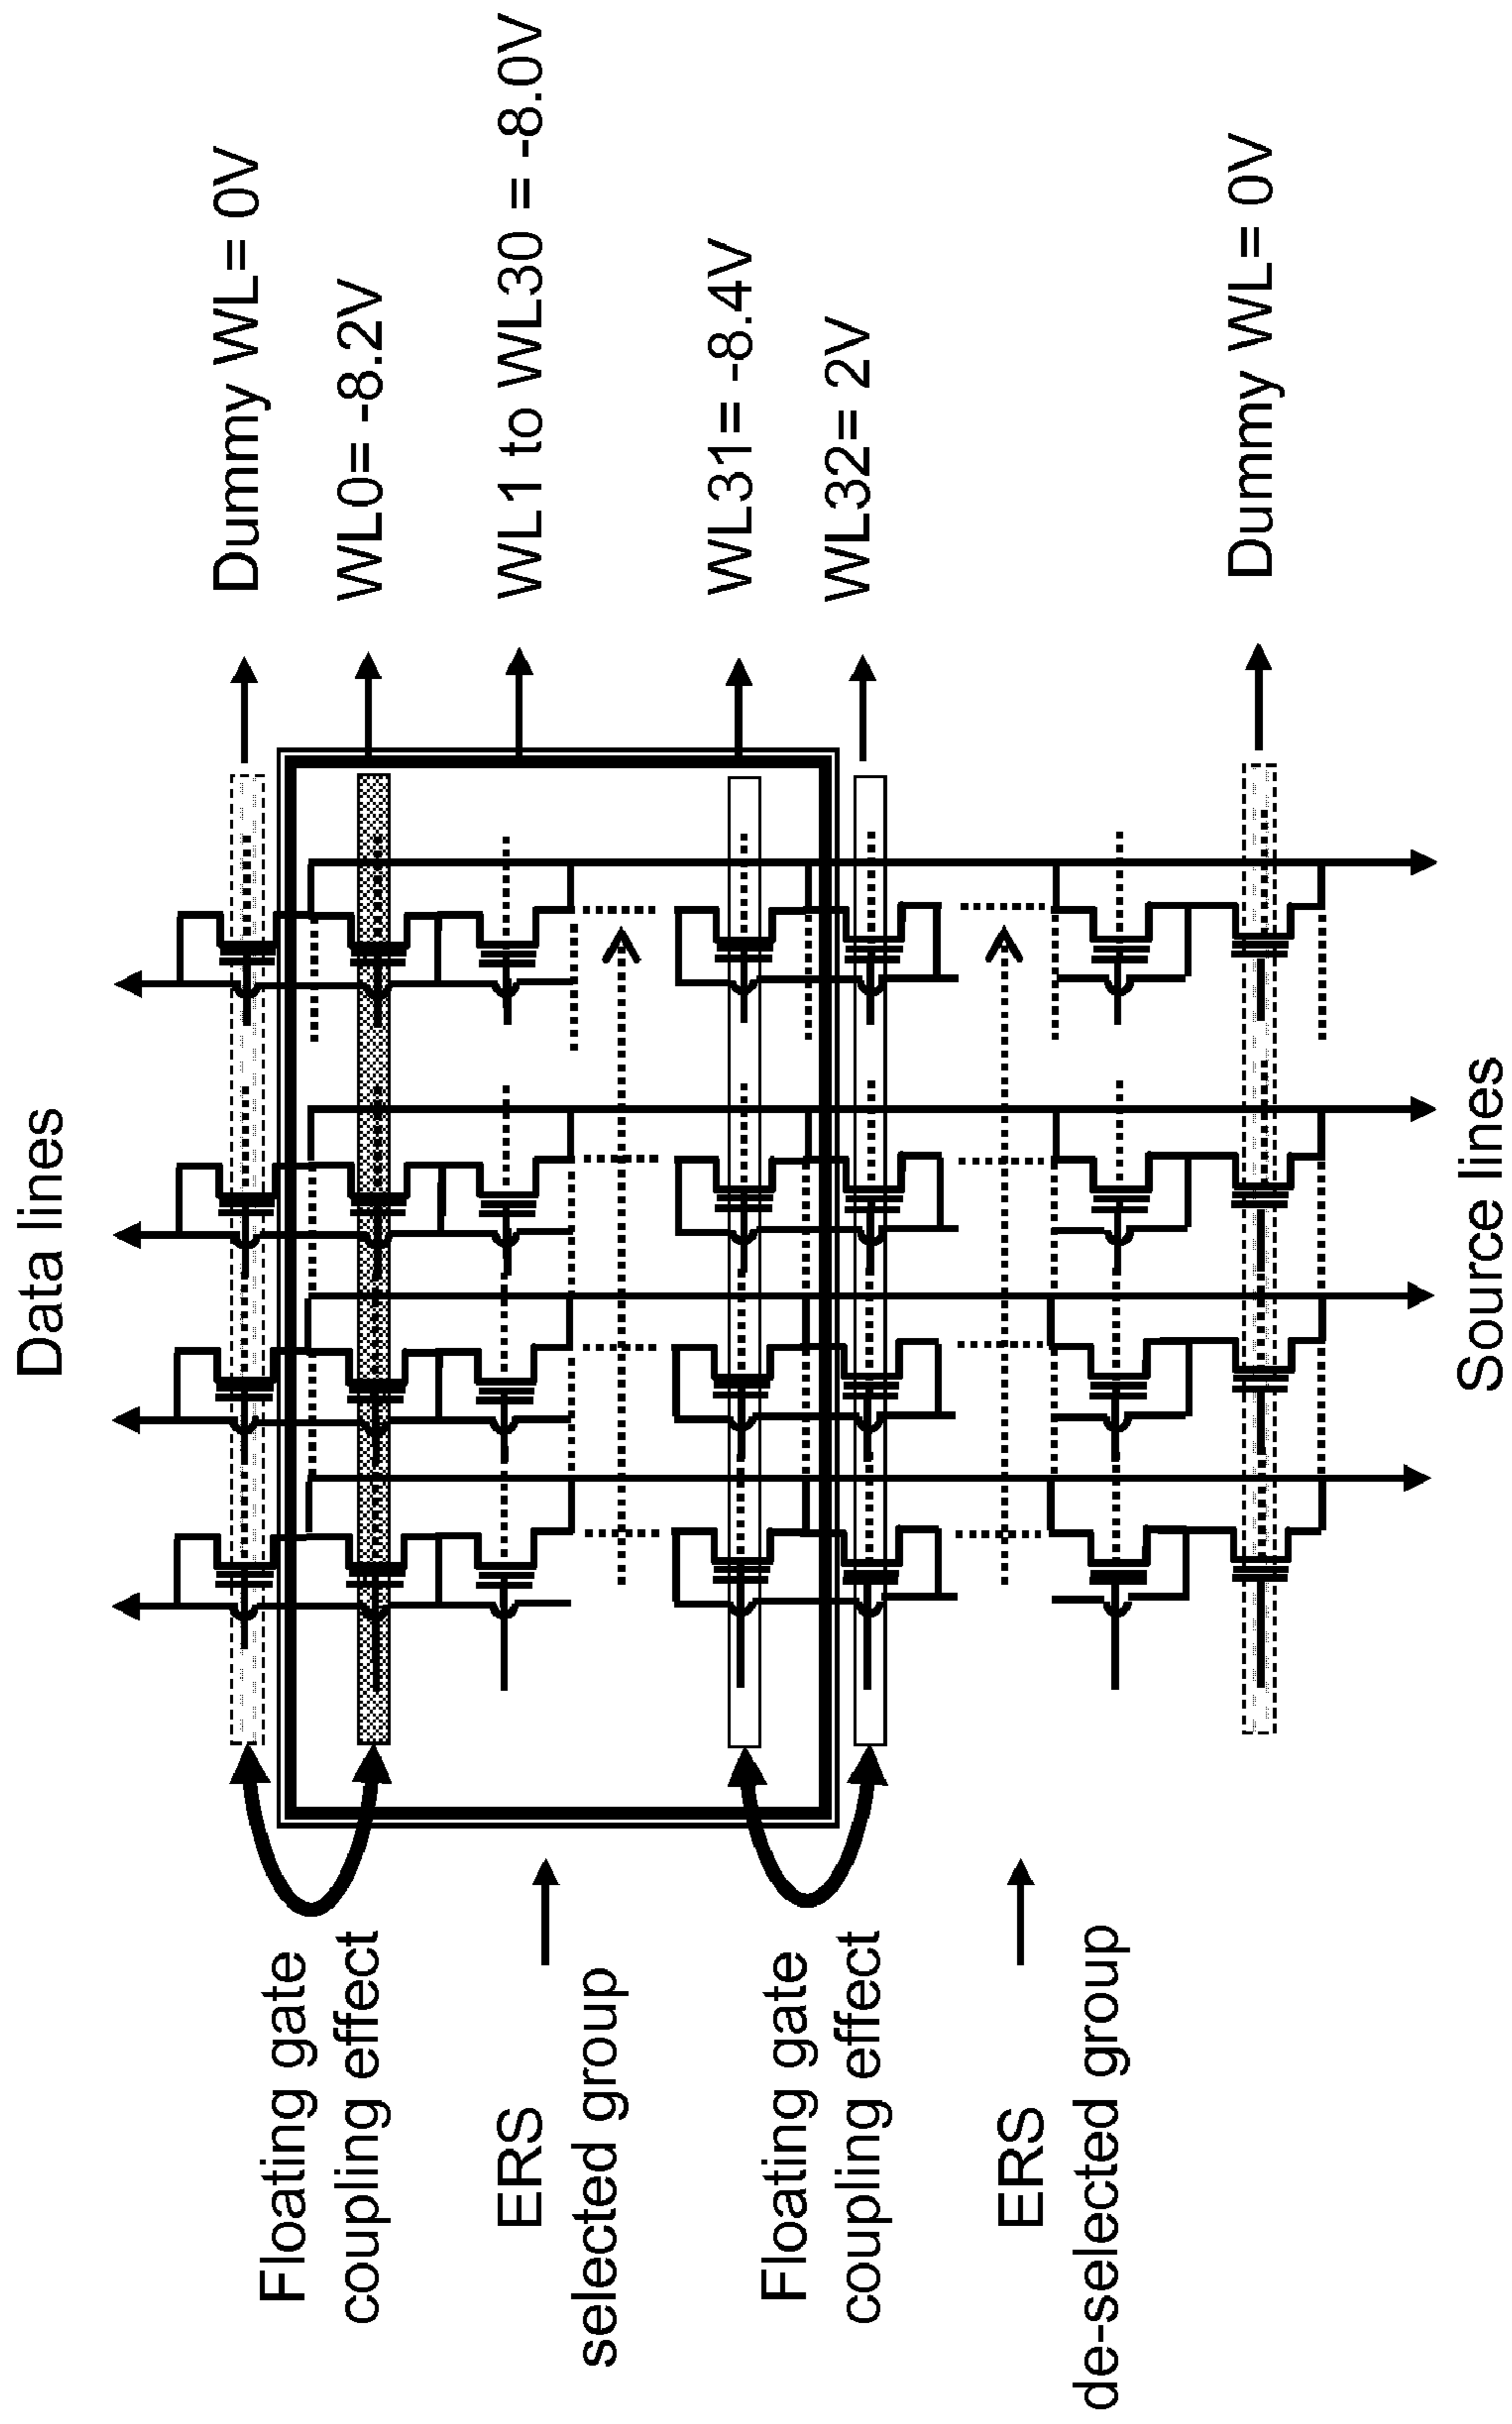 Data lines
Dummy WL= 0V
WL0= -8.2V
WL1 to WL30 = -8.0V
WL31= -8.4V
WL32= 2V
Dummy WL= 0V
Floating gate
coupling effect
ERS
selected group
Floating gate
coupling effect
ERS
de-selected group
Source lines